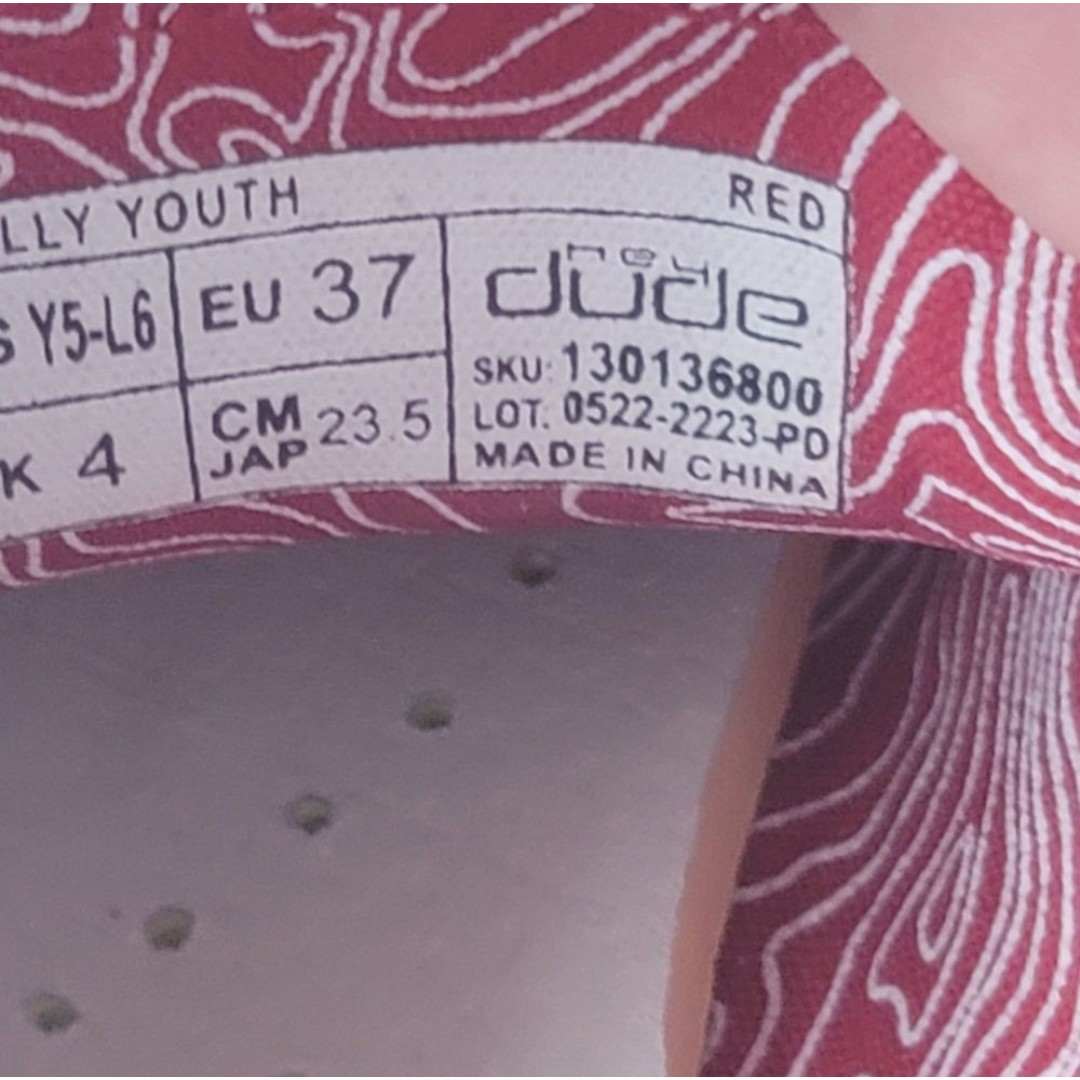 LLY YOUTH RED
S Y5-L6 EU 37
K 4 CM JAP 23.5
hey dude
SKU: 130136800
LOT: 0522-2223-PD
MADE IN CHINA